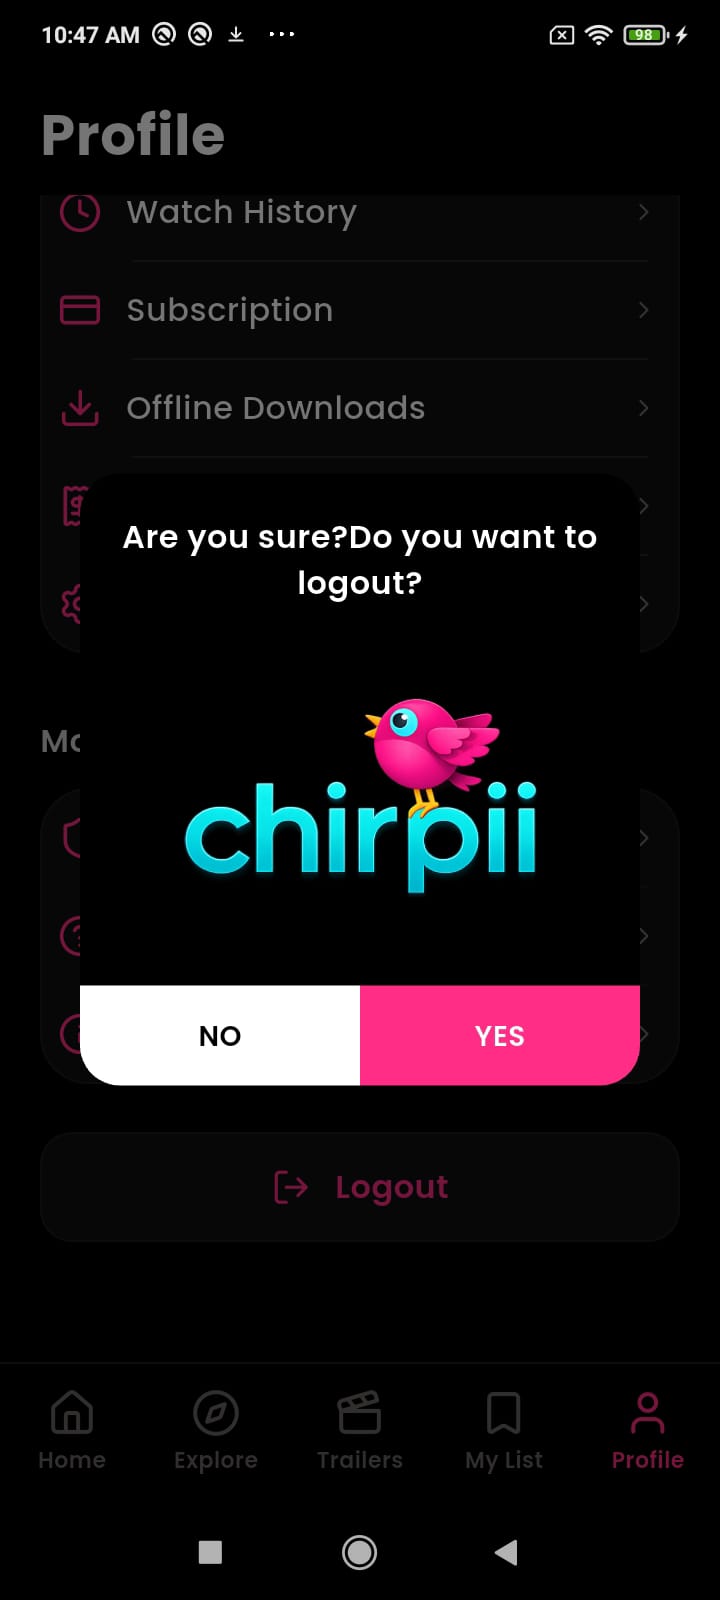 10:47 AM
98
Profile
Watch History
Subscription
Offline Downloads
Are you sure?Do you want to
logout?
chirpii
NO
YES
Logout
Home
Explore
Trailers
My List
Profile